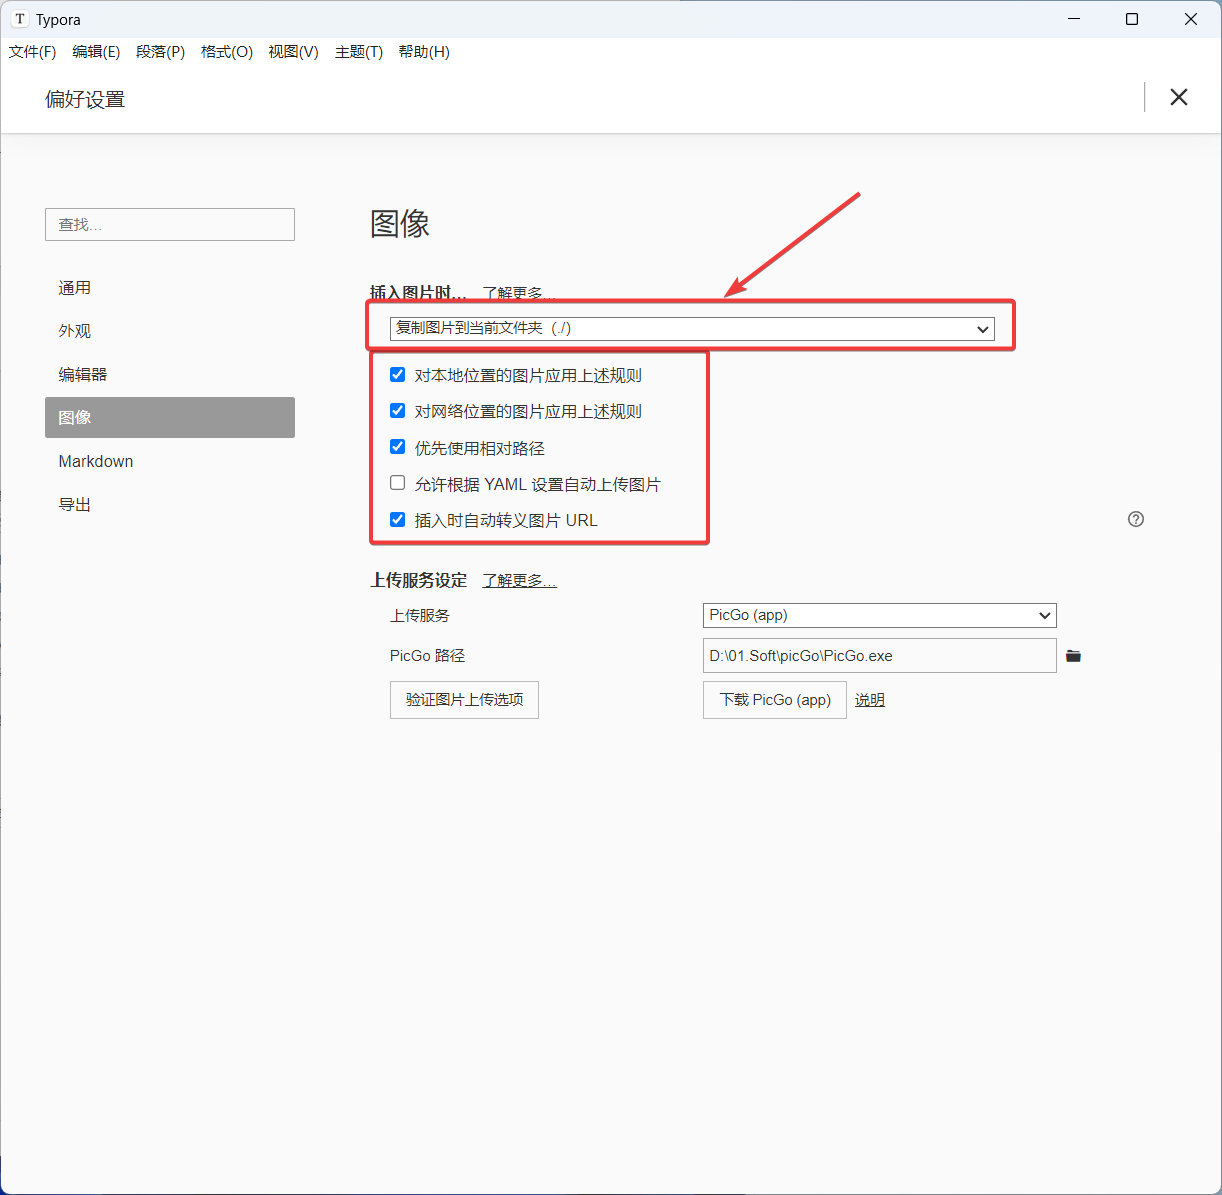 Typora
文件(F) 编辑(E) 段落(P) 格式(O) 视图(V) 主题(T) 帮助(H)
偏好设置
查找...
通用
外观
编辑器
图像
Markdown
导出
图像
插入图片时... 了解更多...
复制图片到当前文件夹（./）
对本地位置的图片应用上述规则
对网络位置的图片应用上述规则
优先使用相对路径
允许根据 YAML 设置自动上传图片
插入时自动转义图片 URL
上传服务设定 了解更多...
上传服务 PicGo (app)
PicGo 路径 D:\01.Soft\picGo\PicGo.exe
验证图片上传选项 下载 PicGo (app) 说明